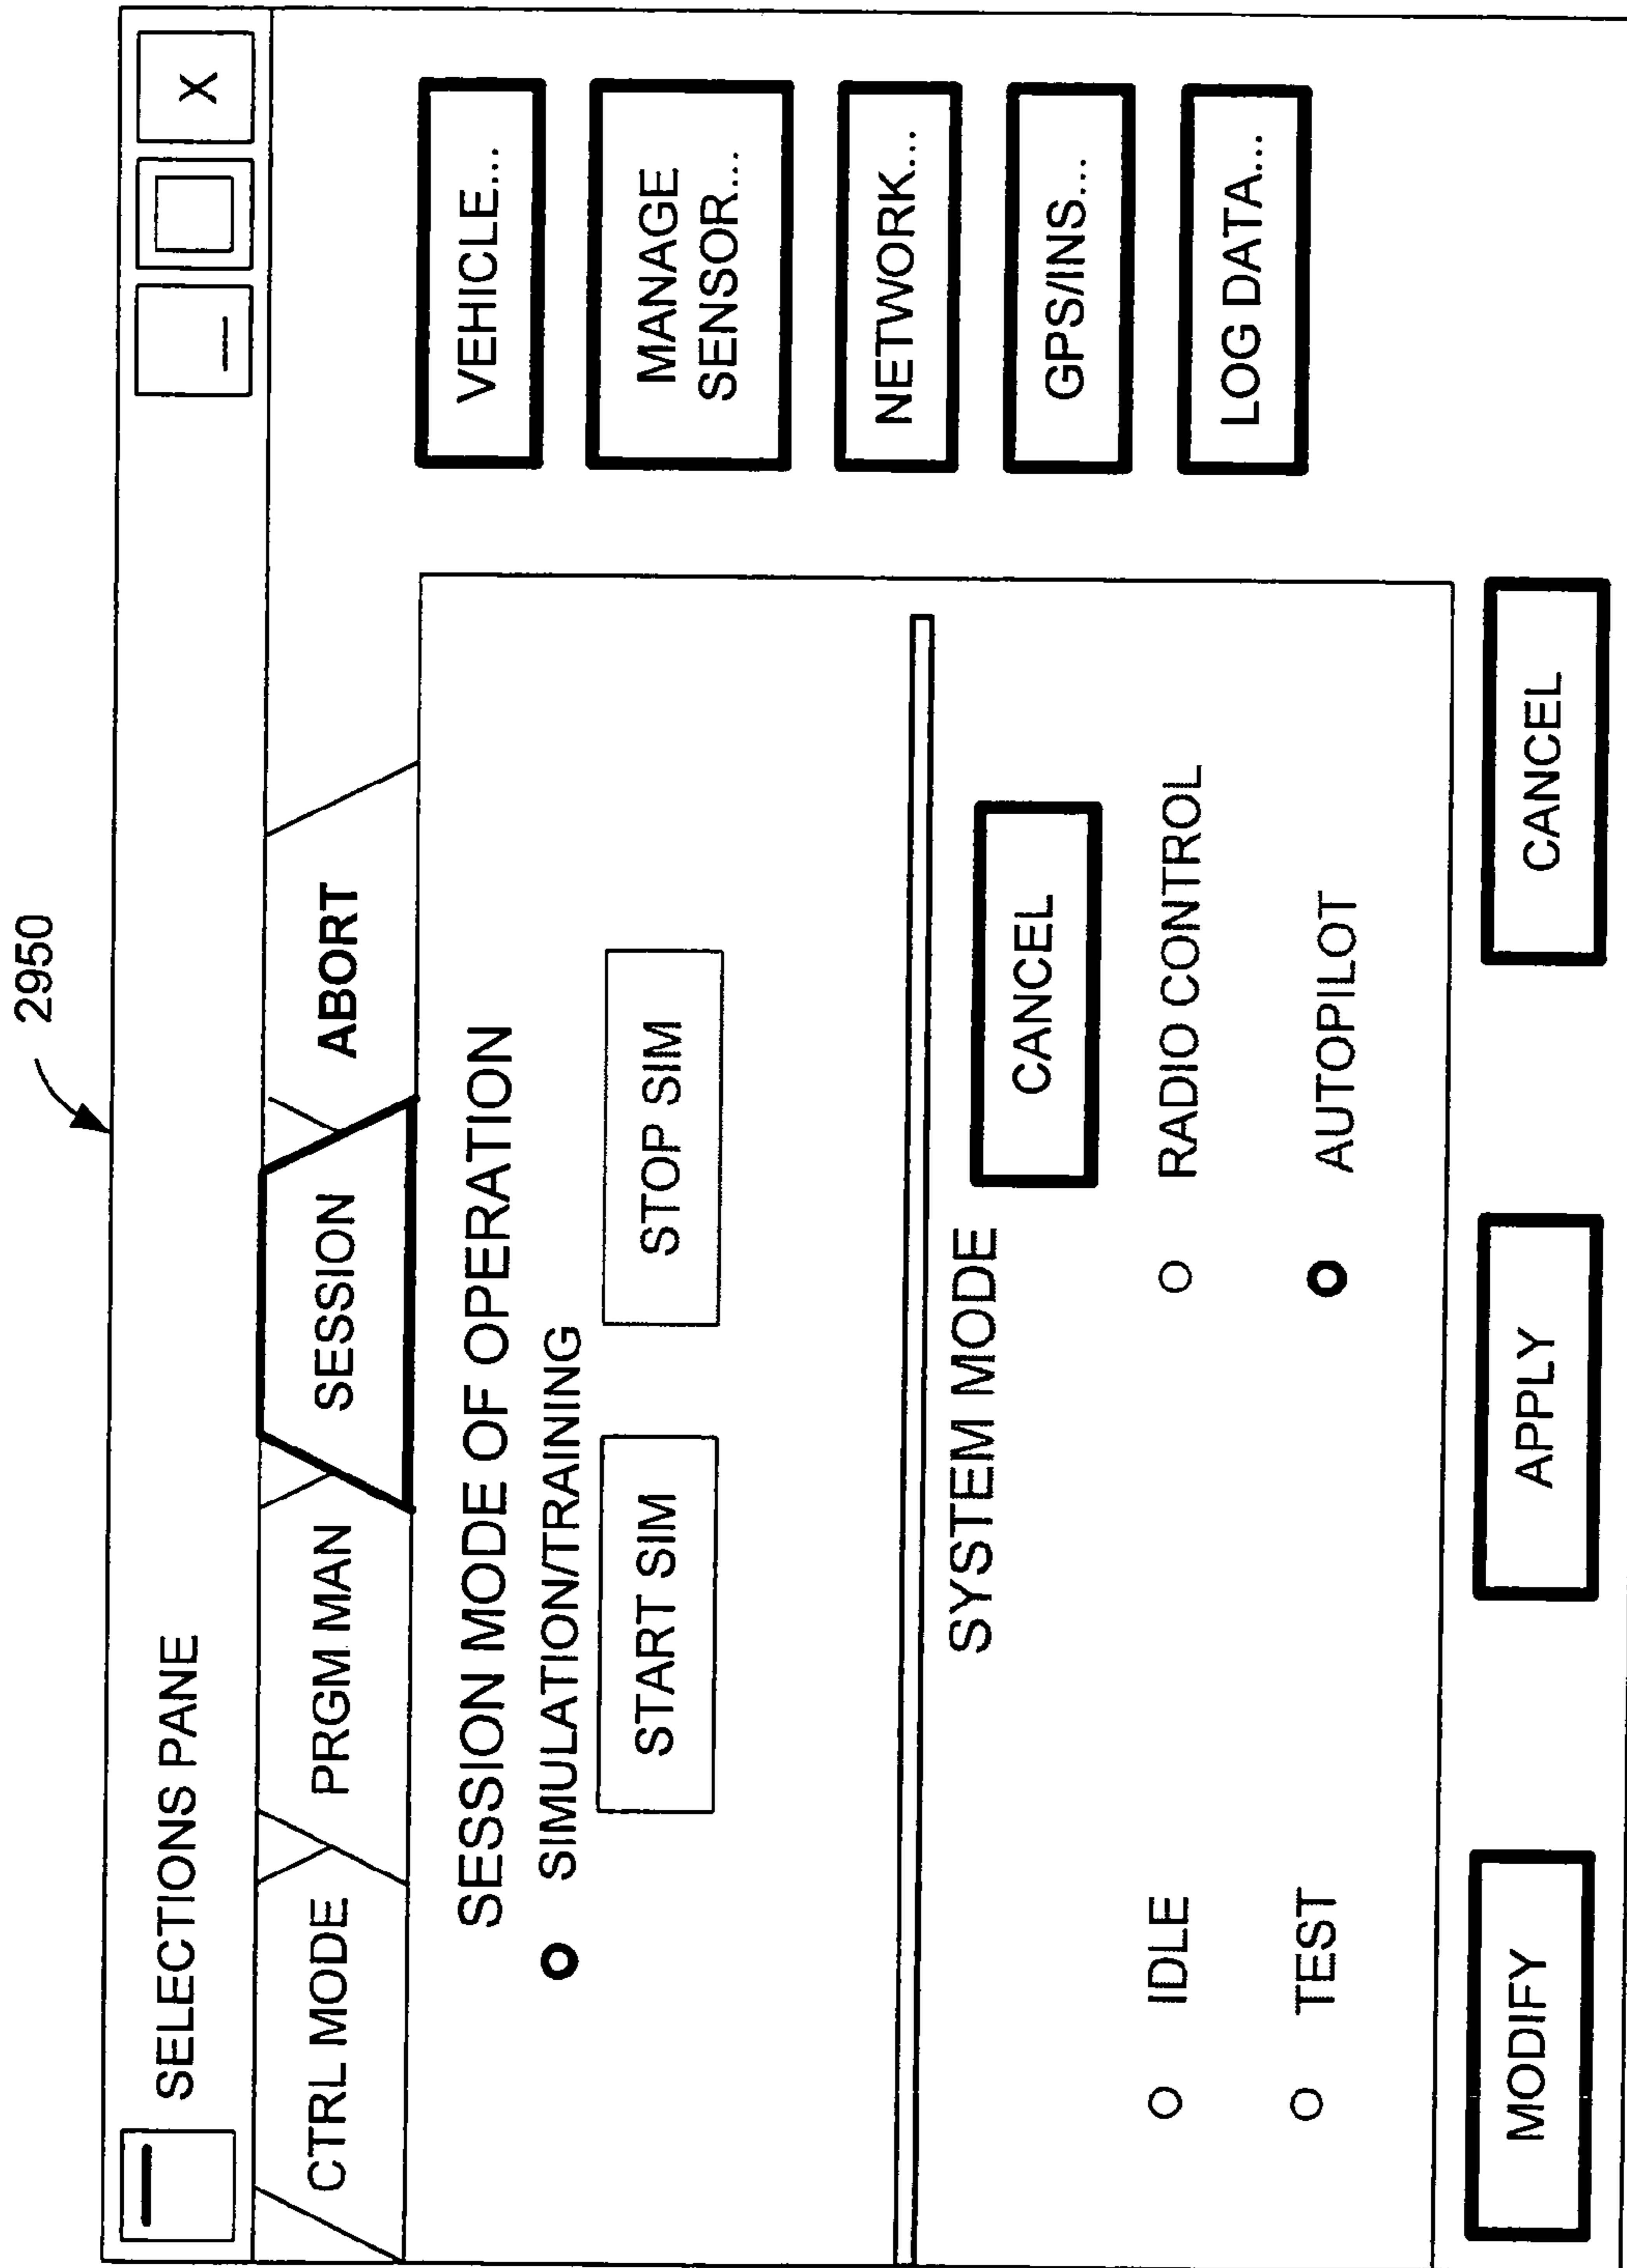 2950
SELECTIONS PANE
X
CTRL MODE
PRGM MAN
SESSION
ABORT
SESSION MODE OF OPERATION
SIMULATION/TRAINING
START SIM
STOP SIM
SYSTEM MODE
CANCEL
IDLE
RADIO CONTROL
TEST
AUTOPILOT
VEHICLE...
MANAGE
SENSOR...
NETWORK...
GPS/INS...
LOG DATA...
MODIFY
APPLY
CANCEL